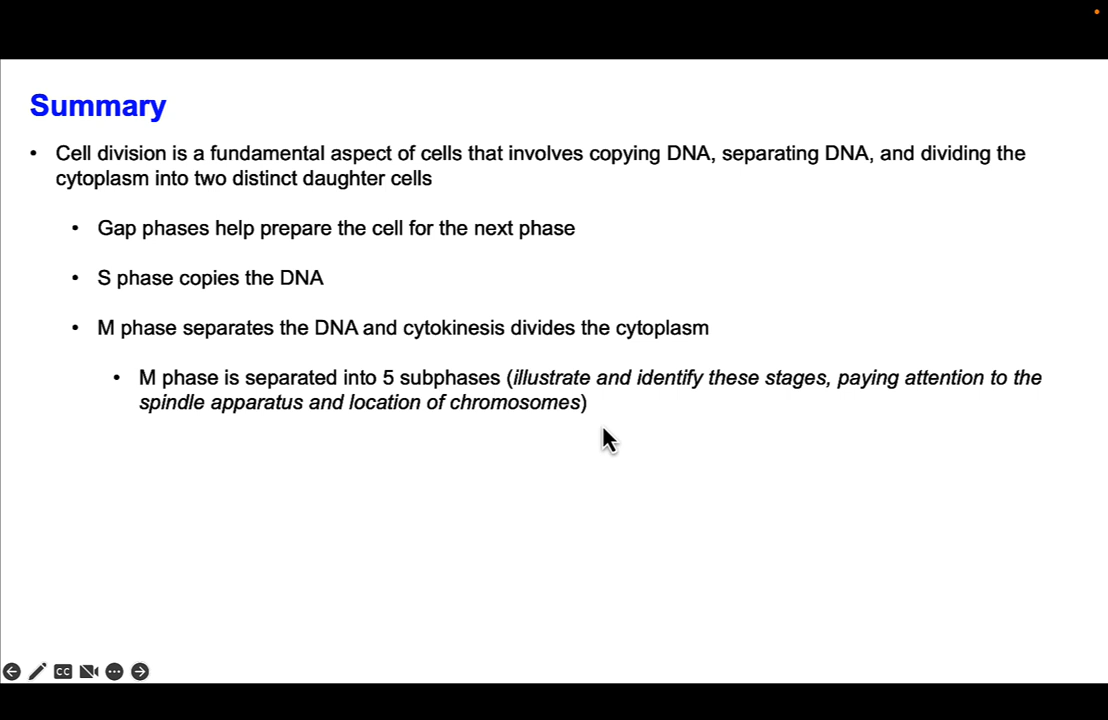 Summary
• Cell division is a fundamental aspect of cells that involves copying DNA, separating DNA, and dividing the
cytoplasm into two distinct daughter cells
• Gap phases help prepare the cell for the next phase
• S phase copies the DNA
• M phase separates the DNA and cytokinesis divides the cytoplasm
• M phase is separated into 5 subphases (illustrate and identify these stages, paying attention to the
spindle apparatus and location of chromosomes)
CC